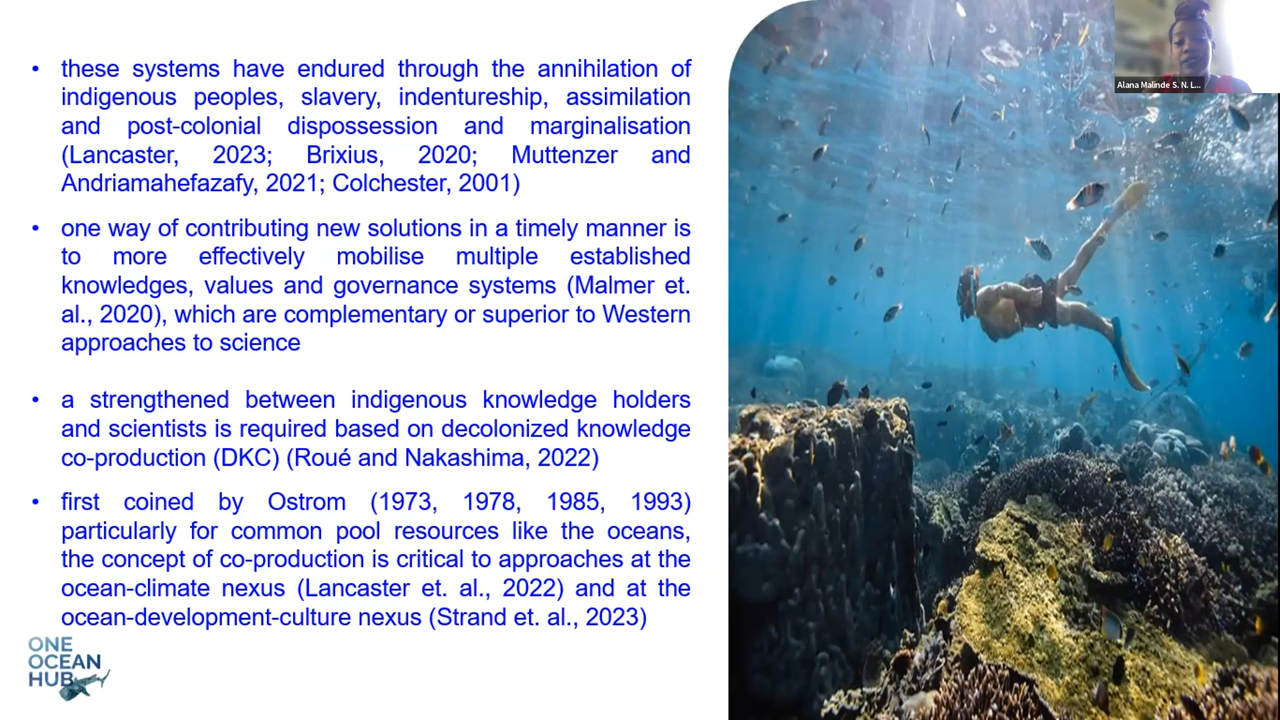 • these systems have endured through the annihilation of
indigenous peoples, slavery, indentureship, assimilation
and post-colonial dispossession and marginalisation
(Lancaster, 2023; Brixius, 2020; Muttenzer and
Andriamahefazafy, 2021; Colchester, 2001)
• one way of contributing new solutions in a timely manner is
to more effectively mobilise multiple established
knowledges, values and governance systems (Malmer et.
al., 2020), which are complementary or superior to Western
approaches to science
• a strengthened between indigenous knowledge holders
and scientists is required based on decolonized knowledge
co-production (DKC) (Roué and Nakashima, 2022)
• first coined by Ostrom (1973, 1978, 1985, 1993)
particularly for common pool resources like the oceans,
the concept of co-production is critical to approaches at the
ocean-climate nexus (Lancaster et. al., 2022) and at the
ocean-development-culture nexus (Strand et. al., 2023)
ONE
OCEAN
HUB
Alana Malinde S. N. L...